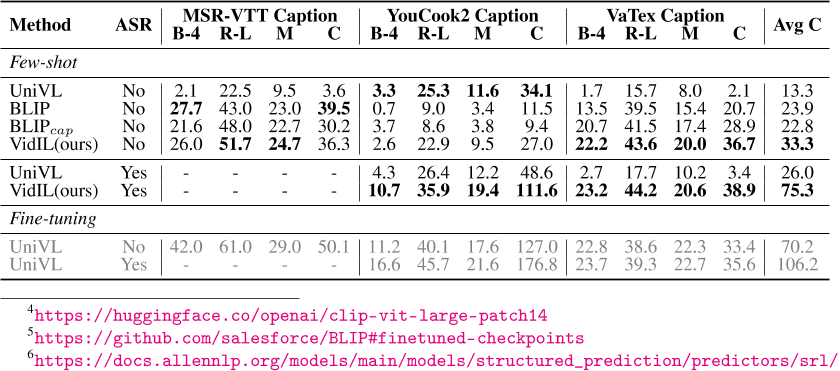 Method ASR MSR-VTT Caption YouCook2 Caption VaTex Caption Avg C
B-4 R-L M C B-4 R-L M C B-4 R-L M C
Few-shot
UniVL No 2.1 22.5 9.5 3.6 3.3 25.3 11.6 34.1 1.7 15.7 8.0 2.1 13.3
BLIP No 27.7 43.0 23.0 39.5 0.7 9.0 3.4 11.5 13.5 39.5 15.4 20.7 23.9
BLIPcap No 21.6 48.0 22.7 30.2 3.7 8.6 3.8 9.4 20.7 41.5 17.4 28.9 22.8
VidIL(ours) No 26.0 51.7 24.7 36.3 2.6 22.9 9.5 27.0 22.2 43.6 20.0 36.7 33.3
UniVL Yes - - - - 4.3 26.4 12.2 48.6 2.7 17.7 10.2 3.4 26.0
VidIL(ours) Yes - - - - 10.7 35.9 19.4 111.6 23.2 44.2 20.6 38.9 75.3
Fine-tuning
UniVL No 42.0 61.0 29.0 50.1 11.2 40.1 17.6 127.0 22.8 38.6 22.3 33.4 70.2
UniVL Yes - - - - 16.6 45.7 21.6 176.8 23.7 39.3 22.7 35.6 106.2
4https://huggingface.co/openai/clip-vit-large-patch14
5https://github.com/salesforce/BLIP#finetuned-checkpoints
6https://docs.allennlp.org/models/main/models/structured_prediction/predictors/srl/